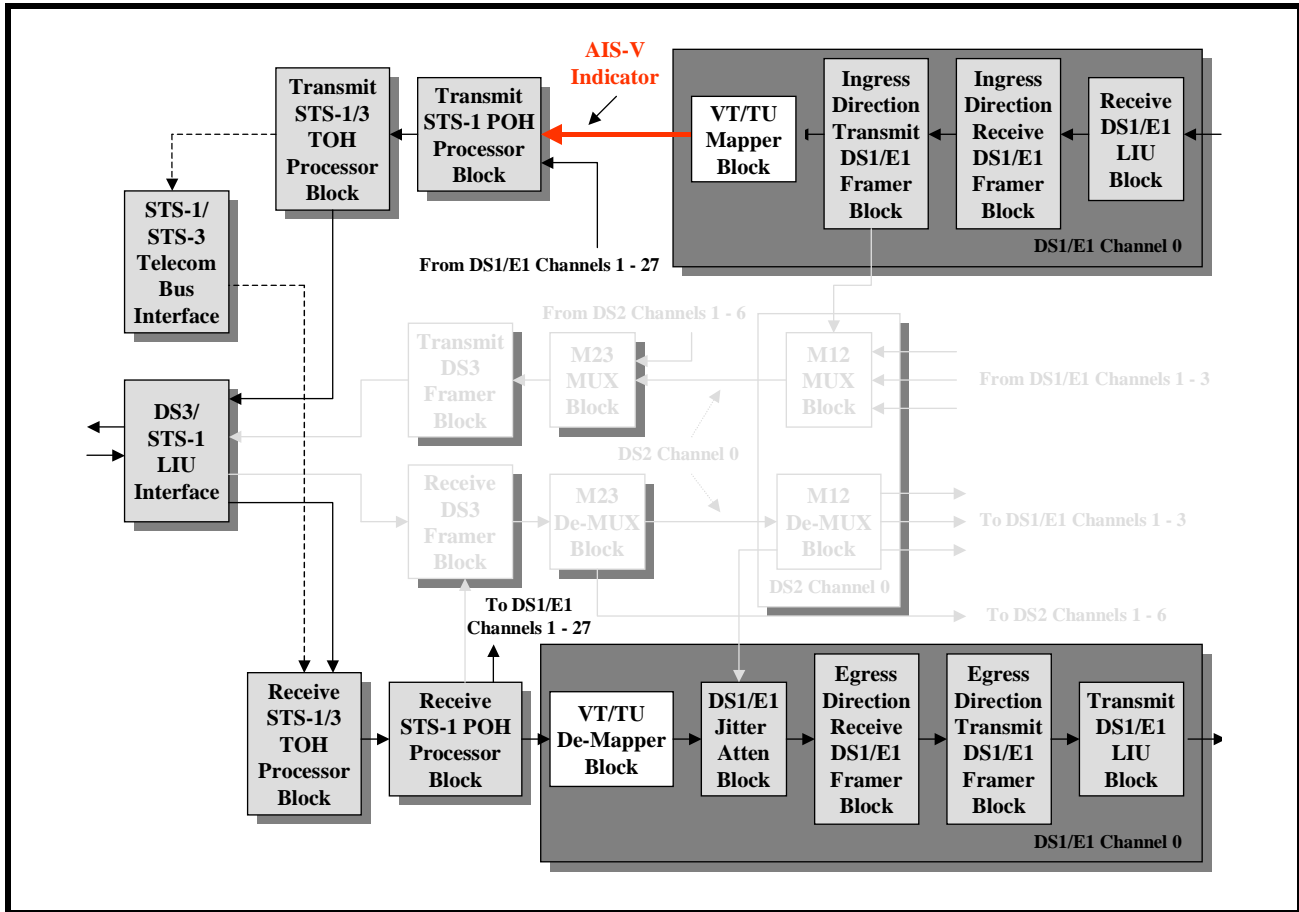 AIS-V
Indicator
Transmit
STS-1/3
TOH
Processor
Block
Transmit
STS-1 POH
Processor
Block
VT/TU
Mapper
Block
Ingress
Direction
Transmit
DS1/E1
Framer
Block
Ingress
Direction
Receive
DS1/E1
Framer
Block
Receive
DS1/E1
LIU
Block
DS1/E1 Channel 0
STS-1/
STS-3
Telecom
Bus
Interface
From DS1/E1 Channels 1 - 27
From DS2 Channels 1 - 6
Transmit
DS3
Framer
Block
M23
MUX
Block
M12
MUX
Block
From DS1/E1 Channels 1 - 3
DS3/
STS-1
LIU
Interface
DS2 Channel 0
Receive
DS3
Framer
Block
M23
De-MUX
Block
M12
De-MUX
Block
To DS1/E1 Channels 1 - 3
DS2 Channel 0
To DS1/E1
Channels 1 - 27
To DS2 Channels 1 - 6
Receive
STS-1/3
TOH
Processor
Block
Receive
STS-1 POH
Processor
Block
VT/TU
De-Mapper
Block
DS1/E1
Jitter
Atten
Block
Egress
Direction
Receive
DS1/E1
Framer
Block
Egress
Direction
Transmit
DS1/E1
Framer
Block
Transmit
DS1/E1
LIU
Block
DS1/E1 Channel 0